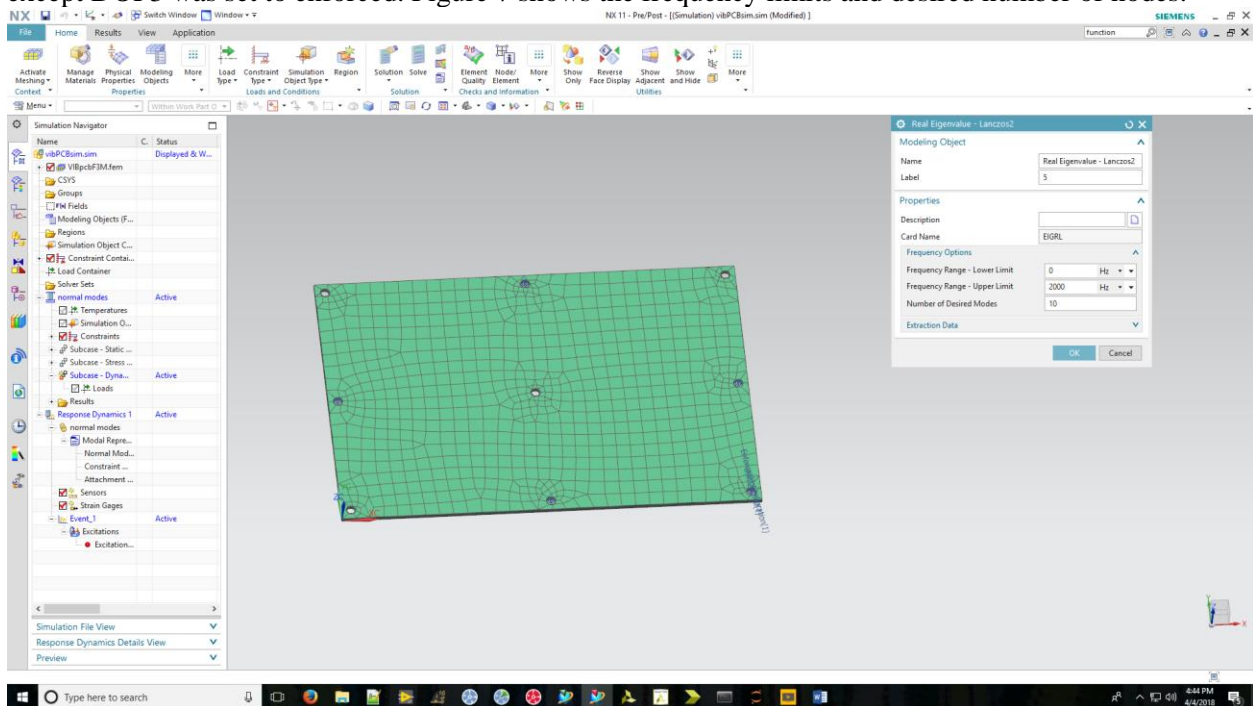 except DOF3 was set to enforced. Figure 7 shows the frequency limits and desired number of nodes.
NX Switch Window Window NX 11 - Pre/Post - [(Simulation) vibPCBsim.sim (Modified) ] SIEMENS
File Home Results View Application function
Activate Meshing Manage Materials Physical Properties Modeling Objects More Load Type Constraint Type Simulation Object Type Region Solution Solve Element Quality Node/ Element More Show Only Reverse Face Display Show Adjacent Show and Hide More
Context Properties Loads and Conditions Solution Checks and Information Utilities
Menu Within Work Part O
Simulation Navigator
Name C. Status
vibPCBsim.sim Displayed & W...
VIBpcbF3M.fem
CSYS
Groups
Fields
Modeling Objects (F...
Regions
Simulation Object C...
Constraint Contai...
Load Container
Solver Sets
normal modes Active
Temperatures
Simulation O...
Constraints
Subcase - Static ...
Subcase - Stress ...
Subcase - Dyna... Active
Loads
Results
Response Dynamics 1 Active
normal modes
Modal Repre...
Normal Mod...
Constraint ...
Attachment ...
Sensors
Strain Gages
Event_1 Active
Excitations
Excitation...
Simulation File View
Response Dynamics Details View
Preview
Real Eigenvalue - Lanczos2
Modeling Object
Name Real Eigenvalue - Lanczos2
Label 5
Properties
Description
Card Name EIGRL
Frequency Options
Frequency Range - Lower Limit 0 Hz
Frequency Range - Upper Limit 2000 Hz
Number of Desired Modes 10
Extraction Data
OK Cancel
Type here to search
4:44 PM
4/4/2018